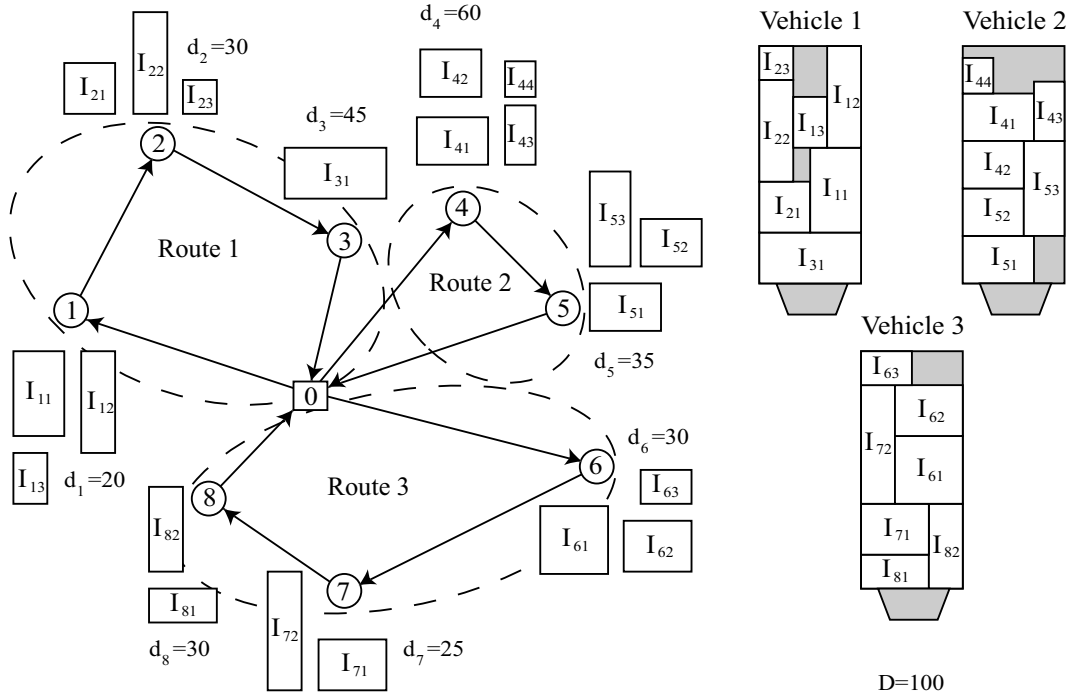 d₄=60
Vehicle 1
Vehicle 2
d₂=30
I₂₂
I₂₁
I₂₃
I₄₂
I₄₄
I₂₃
I₁₂
I₄₄
d₃=45
I₄₁
I₄₃
I₂₂
I₁₃
I₄₁
I₄₃
2
I₃₁
I₄₂
I₅₃
I₅₃
I₅₂
I₂₁
I₁₁
I₅₂
4
3
Route 1
Route 2
I₃₁
I₅₁
1
5
I₅₁
Vehicle 3
d₅=35
I₁₁
I₁₂
0
I₆₃
d₆=30
I₇₂
I₆₂
I₁₃
d₁=20
8
Route 3
6
I₆₃
I₆₁
I₈₂
I₆₁
I₆₂
I₇₁
I₈₂
I₈₁
7
I₈₁
I₇₂
d₈=30
I₇₁
d₇=25
D=100